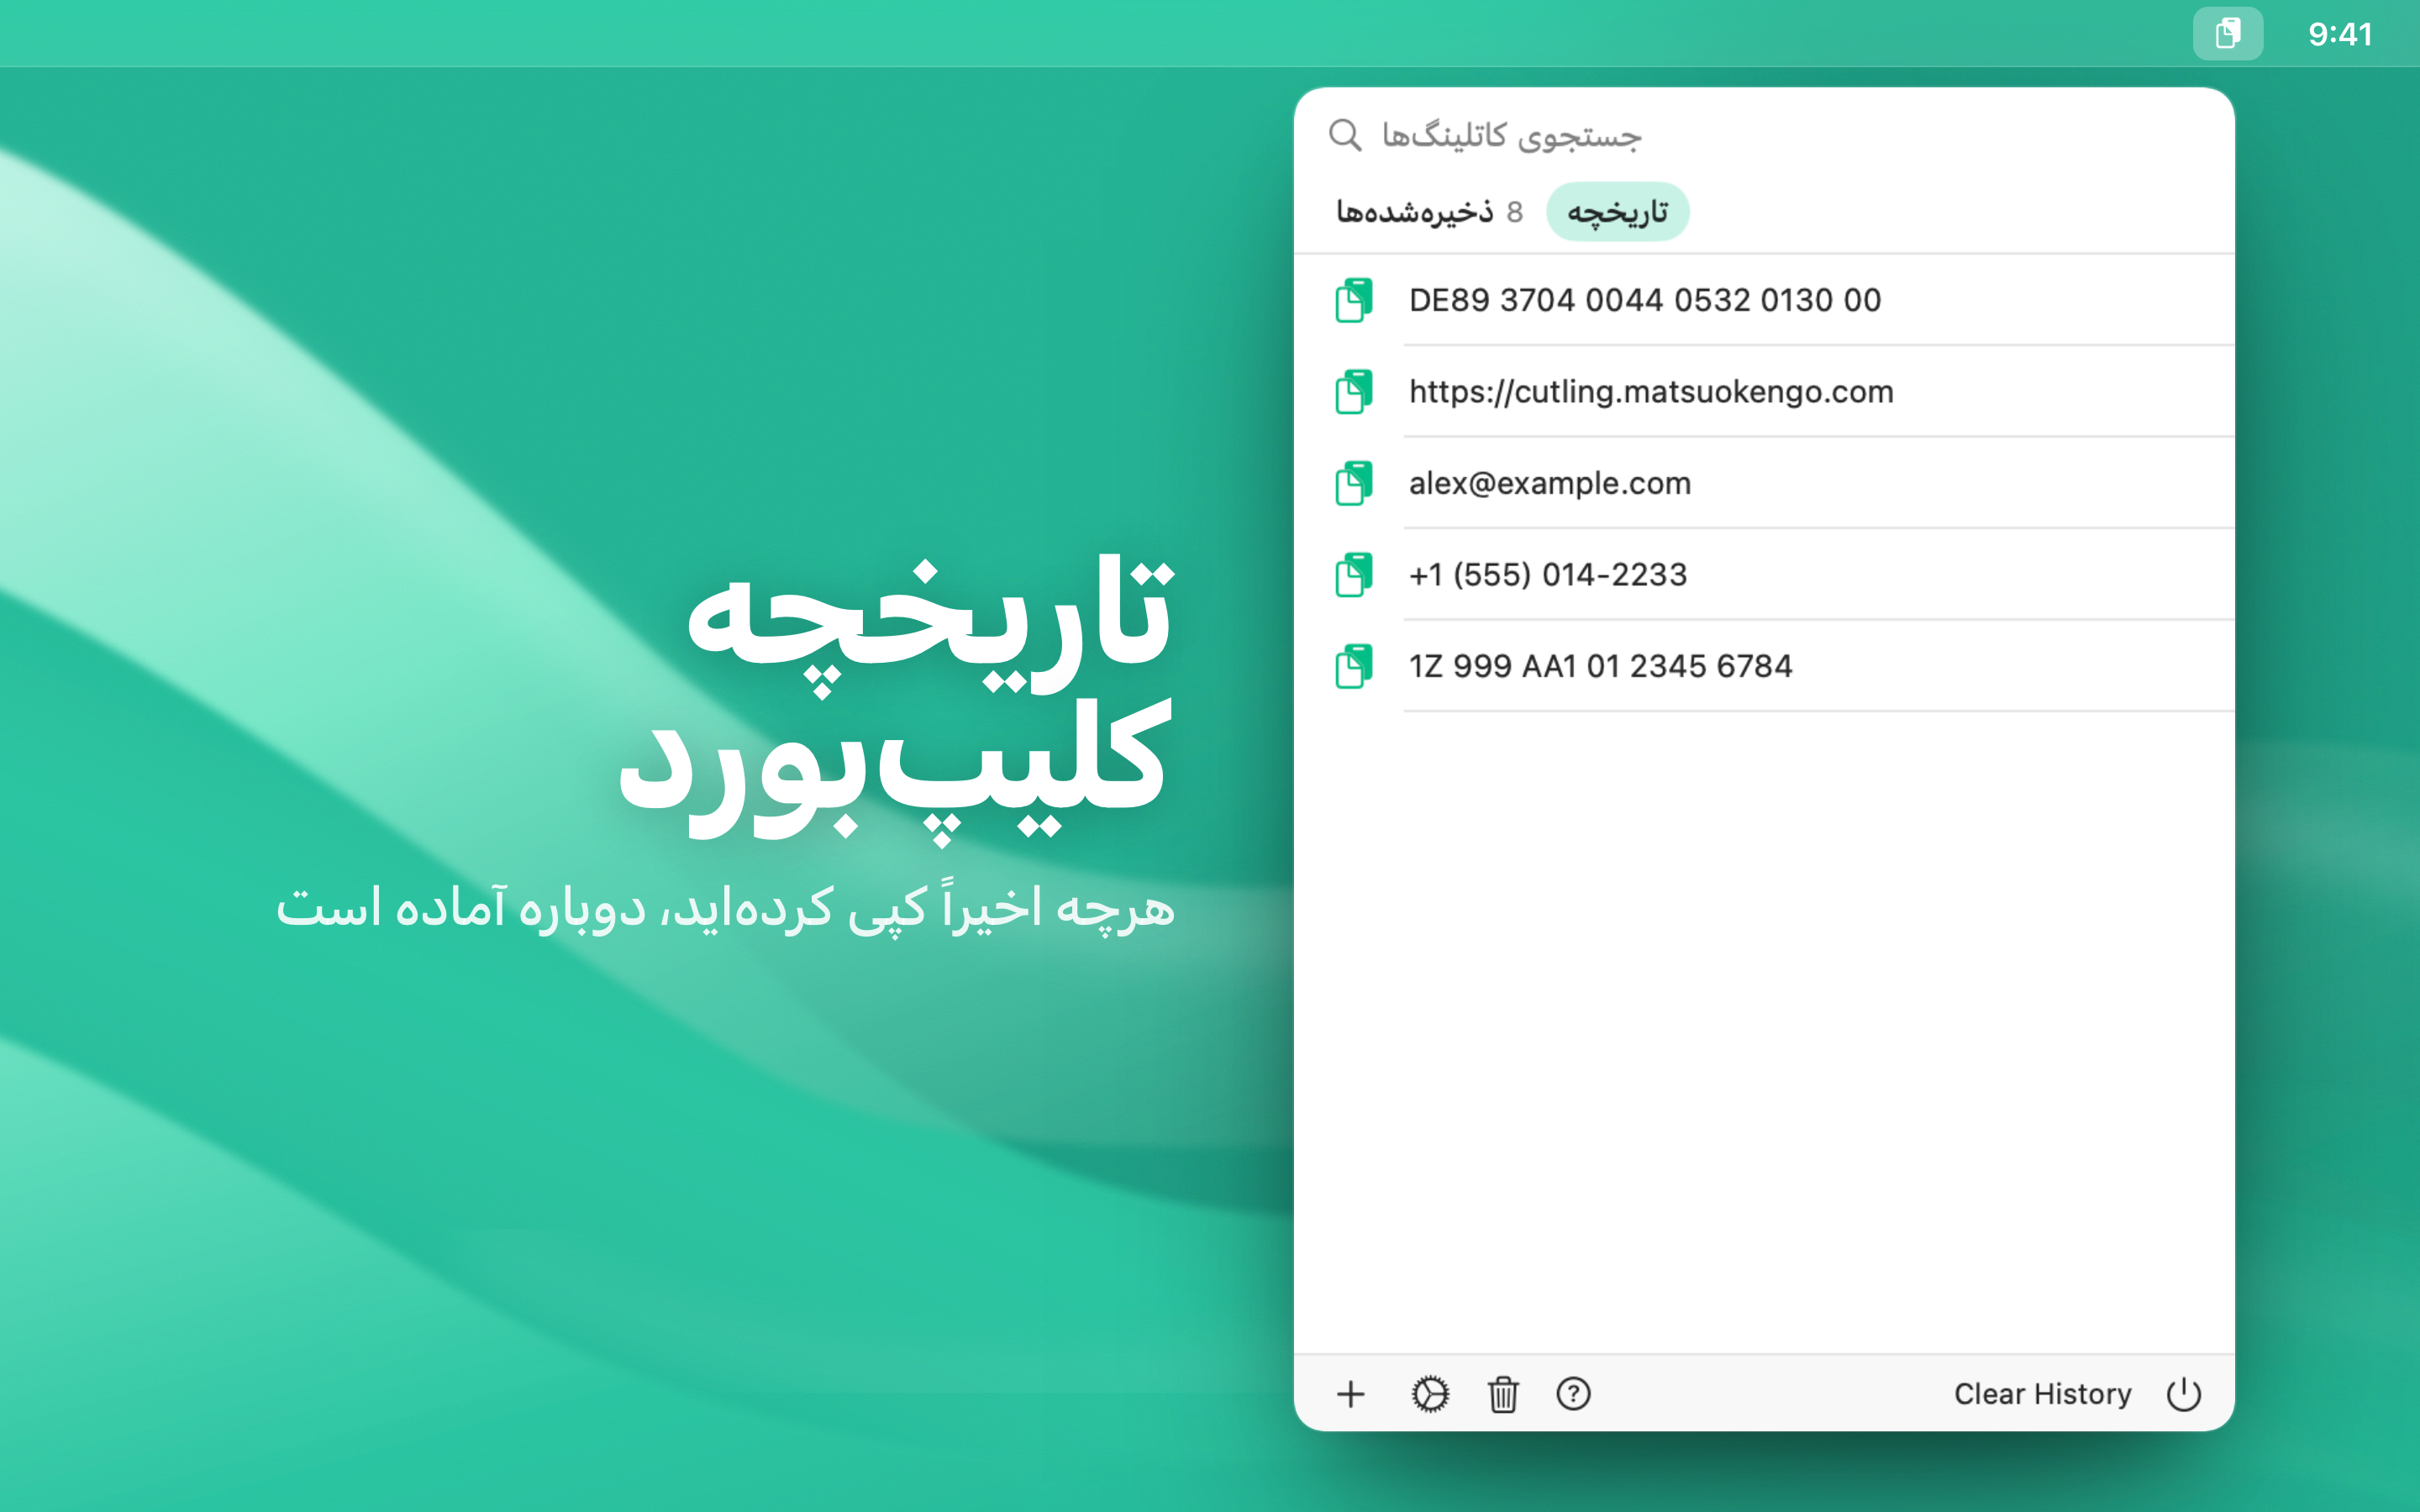 9:41
جستجوی کاتلینگ‌ها
ذخیره‌شده‌ها 8 تاریخچه
DE89 3704 0044 0532 0130 00
https://cutling.matsuokengo.com
alex@example.com
+1 (555) 014-2233
1Z 999 AA1 01 2345 6784
Clear History
تاریخچه
کلیپ‌بورد
هرچه اخیراً کپی کرده‌اید، دوباره آماده است